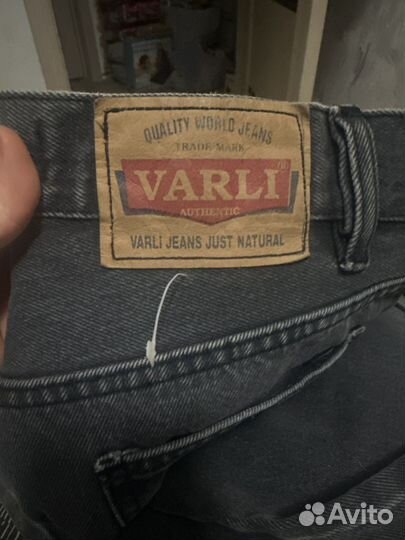 QUALITY WORLD JEANS
TRADE MARK
VARLI
AUTHENTIC
VARLI JEANS JUST NATURAL
Avito